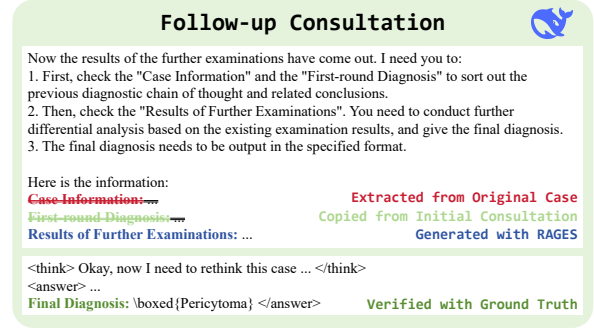 Follow-up Consultation
Now the results of the further examinations have come out. I need you to:
1. First, check the "Case Information" and the "First-round Diagnosis" to sort out the
previous diagnostic chain of thought and related conclusions.
2. Then, check the "Results of Further Examinations". You need to conduct further
differential analysis based on the existing examination results, and give the final diagnosis.
3. The final diagnosis needs to be output in the specified format.
Here is the information:
Case Information: ... Extracted from Original Case
First-round Diagnosis: ... Copied from Initial Consultation
Results of Further Examinations: ... Generated with RAGES
<think> Okay, now I need to rethink this case ... </think>
<answer> ...
Final Diagnosis: \boxed{Pericytoma} </answer> Verified with Ground Truth